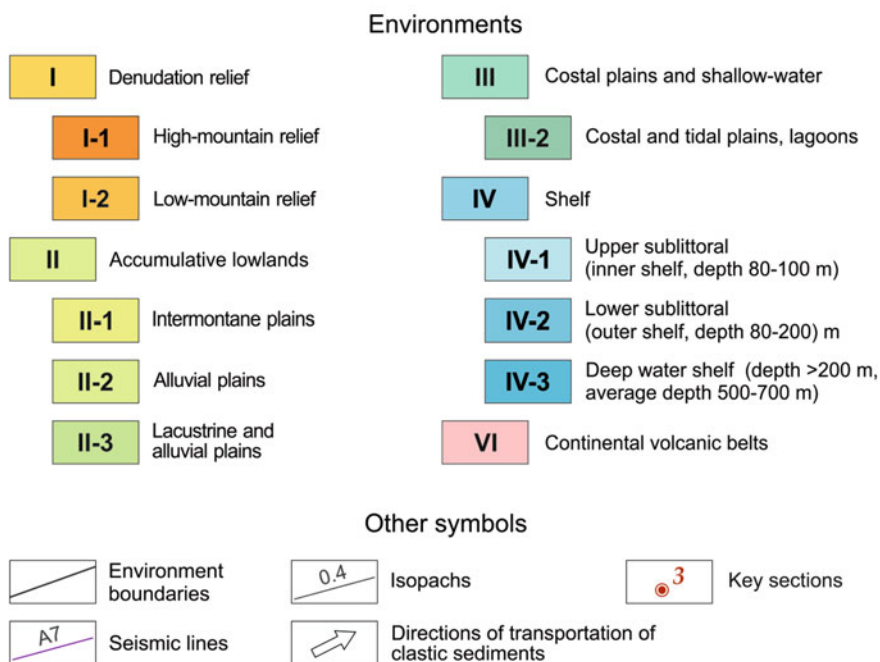 Environments
I
Denudation relief
I-1
High-mountain relief
I-2
Low-mountain relief
II
Accumulative lowlands
II-1
Intermontane plains
II-2
Alluvial plains
II-3
Lacustrine and
alluvial plains
III
Costal plains and shallow-water
III-2
Costal and tidal plains, lagoons
IV
Shelf
IV-1
Upper sublittoral
(inner shelf, depth 80-100 m)
IV-2
Lower sublittoral
(outer shelf, depth 80-200) m
IV-3
Deep water shelf (depth >200 m,
average depth 500-700 m)
VI
Continental volcanic belts
Other symbols
Environment
boundaries
0.4
Isopachs
3
Key sections
A7
Seismic lines
Directions of transportation of
clastic sediments